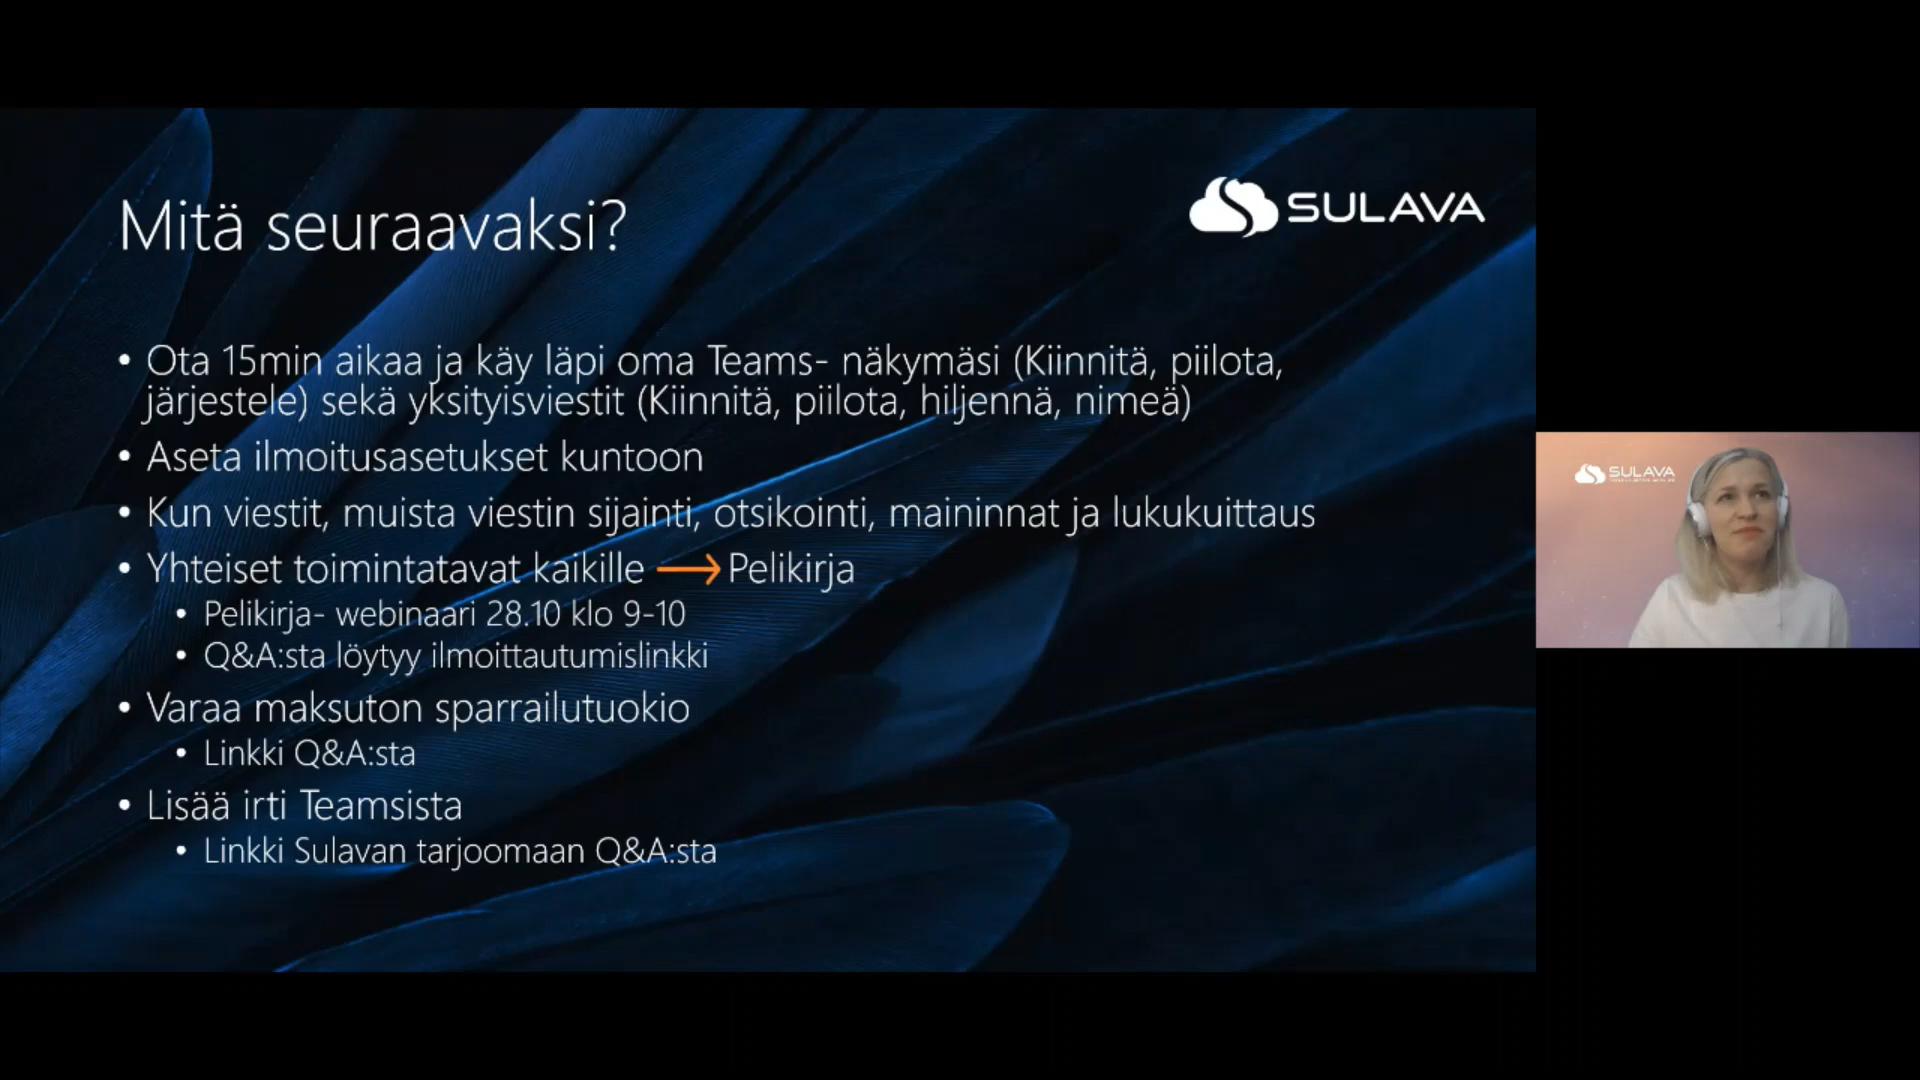 Mitä seuraavaksi?
SULAVA
• Ota 15min aikaa ja käy läpi oma Teams- näkymäsi (Kiinnitä, piilota,
järjestele) sekä yksityisviestit (Kiinnitä, piilota, hiljennä, nimeä)
• Aseta ilmoitusasetukset kuntoon
• Kun viestit, muista viestin sijainti, otsikointi, maininnat ja lukukuittaus
• Yhteiset toimintatavat kaikille → Pelikirja
• Pelikirja- webinaari 28.10 klo 9-10
• Q&A:sta löytyy ilmoittautumislinkki
• Varaa maksuton sparrailutuokio
• Linkki Q&A:sta
• Lisää irti Teamsista
• Linkki Sulavan tarjoomaan Q&A:sta
SULAVA